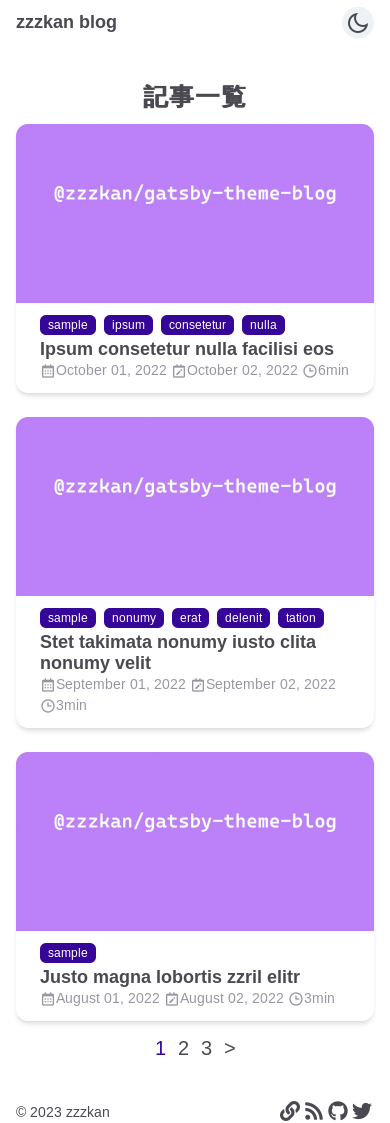 zzzkan blog
記事一覧
@zzzkan/gatsby-theme-blog
sample ipsum consetetur nulla
Ipsum consetetur nulla facilisi eos
October 01, 2022 October 02, 2022 6min
@zzzkan/gatsby-theme-blog
sample nonumy erat delenit tation
Stet takimata nonumy iusto clita
nonumy velit
September 01, 2022 September 02, 2022
3min
@zzzkan/gatsby-theme-blog
sample
Justo magna lobortis zzril elitr
August 01, 2022 August 02, 2022 3min
1 2 3 >
© 2023 zzzkan